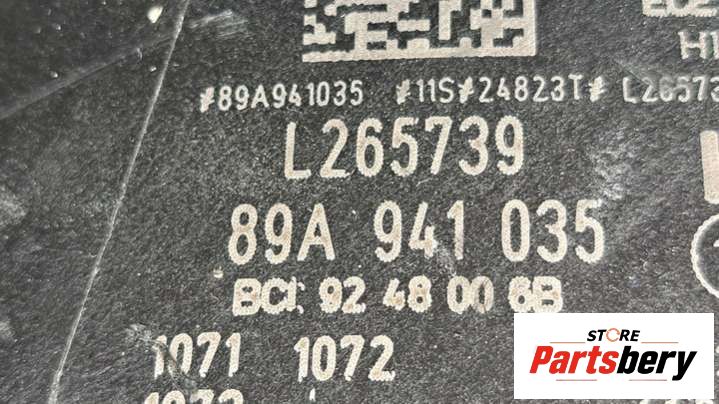 #89A941035 #11S#24823T# L26573
L265739
89A 941 035
BCI: 92 48 00 6B
1071 1072
STORE
Partsbery